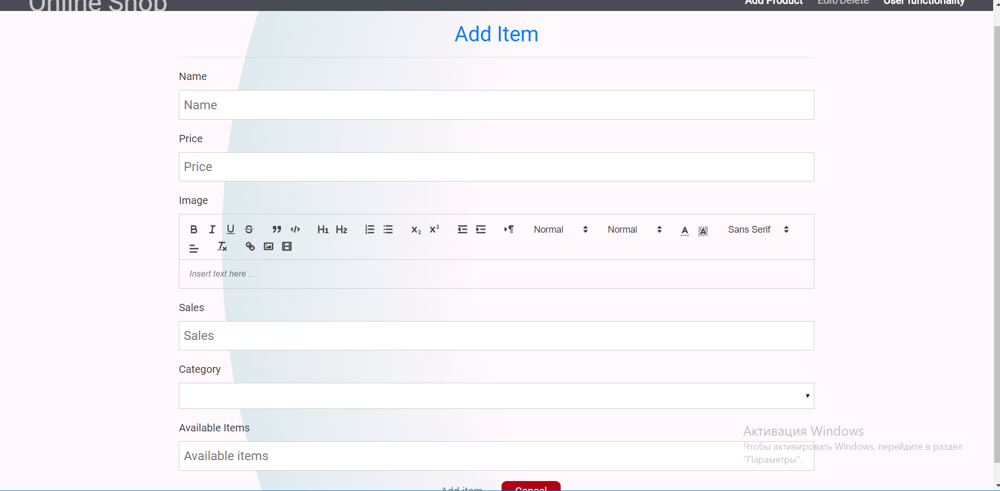 Online Shop
Add Product Edit/Delete User functionality
Add Item
Name
Name
Price
Price
Image
B I U S H1 H2 X2 X2 Normal Normal A A Sans Serif
Tx
Insert text here ...
Sales
Sales
Category
Available Items
Available items
Активация Windows
Чтобы активировать Windows, перейдите в раздел
"Параметры".
Add item Cancel